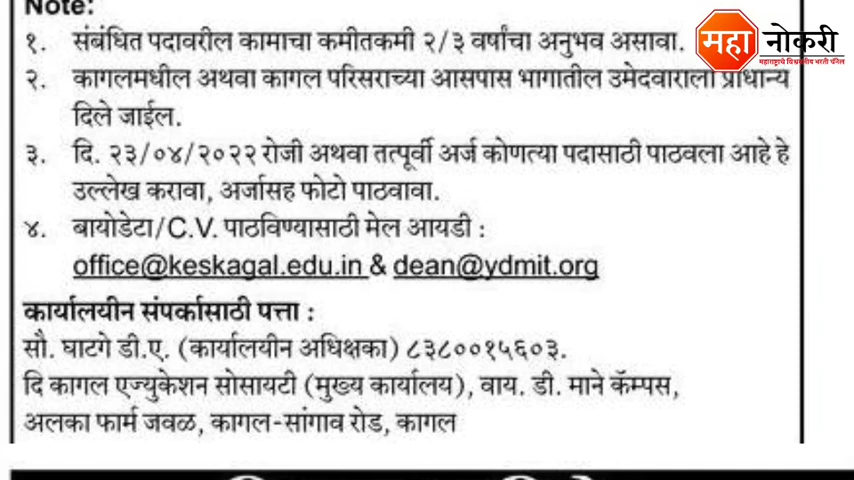 Note:
१. संबंधित पदावरील कामाचा कमीतकमी २/३ वर्षांचा अनुभव असावा.
महा नोकरी
२. कागलमधील अथवा कागल परिसराच्या आसपास भागातील उमेदवाराला प्राधान्य
दिले जाईल.
३. दि. २३/०४/२०२२ रोजी अथवा तत्पूर्वी अर्ज कोणत्या पदासाठी पाठवला आहे हे
उल्लेख करावा, अर्जासह फोटो पाठवावा.
४. बायोडेटा/C.V. पाठविण्यासाठी मेल आयडी :
office@keskagal.edu.in & dean@ydmit.org
कार्यालयीन संपर्कासाठी पत्ता :
सौ. घाटगे डी.ए. (कार्यालयीन अधिक्षका) ८३८००१५६०३.
दि कागल एज्युकेशन सोसायटी (मुख्य कार्यालय), वाय. डी. माने कॅम्पस,
अलका फार्म जवळ, कागल-सांगाव रोड, कागल